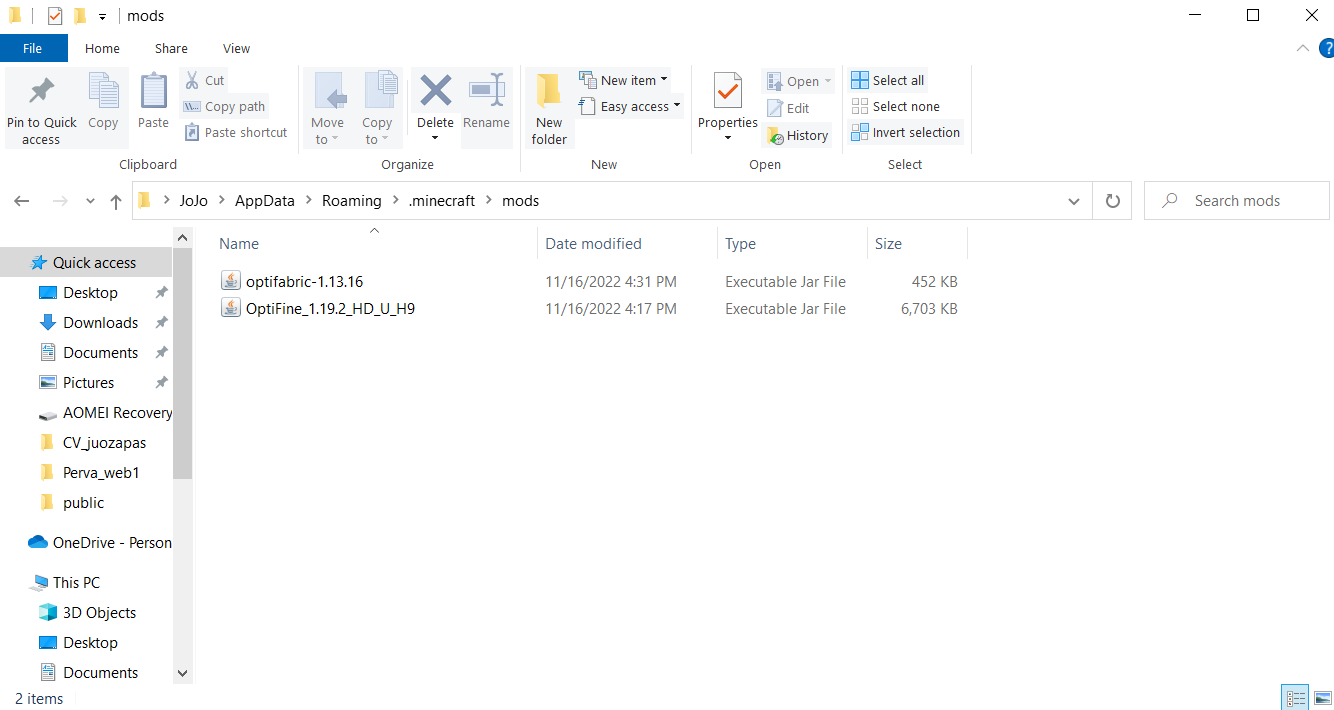 mods
File Home Share View
Pin to Quick access
Copy
Paste
Cut
Copy path
Paste shortcut
Clipboard
Move to
Copy to
Delete
Rename
Organize
New folder
New item
Easy access
New
Properties
Open
Edit
History
Open
Select all
Select none
Invert selection
Select
JoJo > AppData > Roaming > .minecraft > mods
Search mods
Name Date modified Type Size
optifabric-1.13.16 11/16/2022 4:31 PM Executable Jar File 452 KB
OptiFine_1.19.2_HD_U_H9 11/16/2022 4:17 PM Executable Jar File 6,703 KB
Quick access
Desktop
Downloads
Documents
Pictures
AOMEI Recovery
CV_juozapas
Perva_web1
public
OneDrive - Person
This PC
3D Objects
Desktop
Documents
2 items